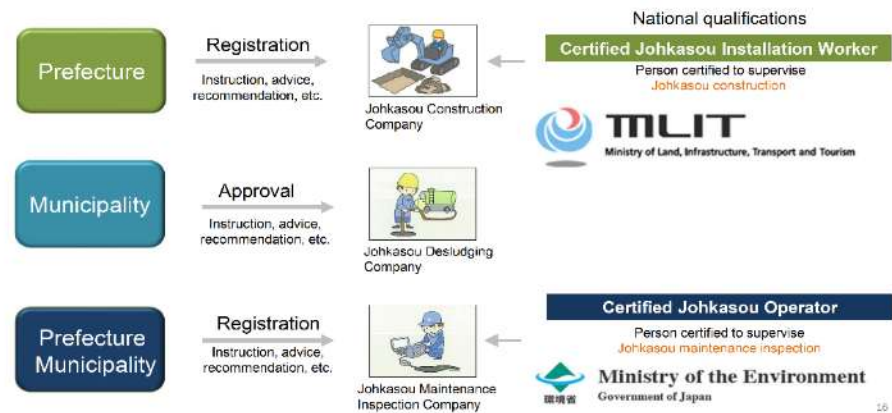 National qualifications
Prefecture
Registration
Instruction, advice,
recommendation, etc.
Johkasou Construction
Company
Certified Johkasou Installation Worker
Person certified to supervise
Johkasou construction
MLIT
Ministry of Land, Infrastructure, Transport and Tourism
Municipality
Approval
Instruction, advice,
recommendation, etc.
Johkasou Desludging
Company
Prefecture
Municipality
Registration
Instruction, advice,
recommendation, etc.
Johkasou Maintenance
Inspection Company
Certified Johkasou Operator
Person certified to supervise
Johkasou maintenance inspection
環境省
Ministry of the Environment
Government of Japan
16